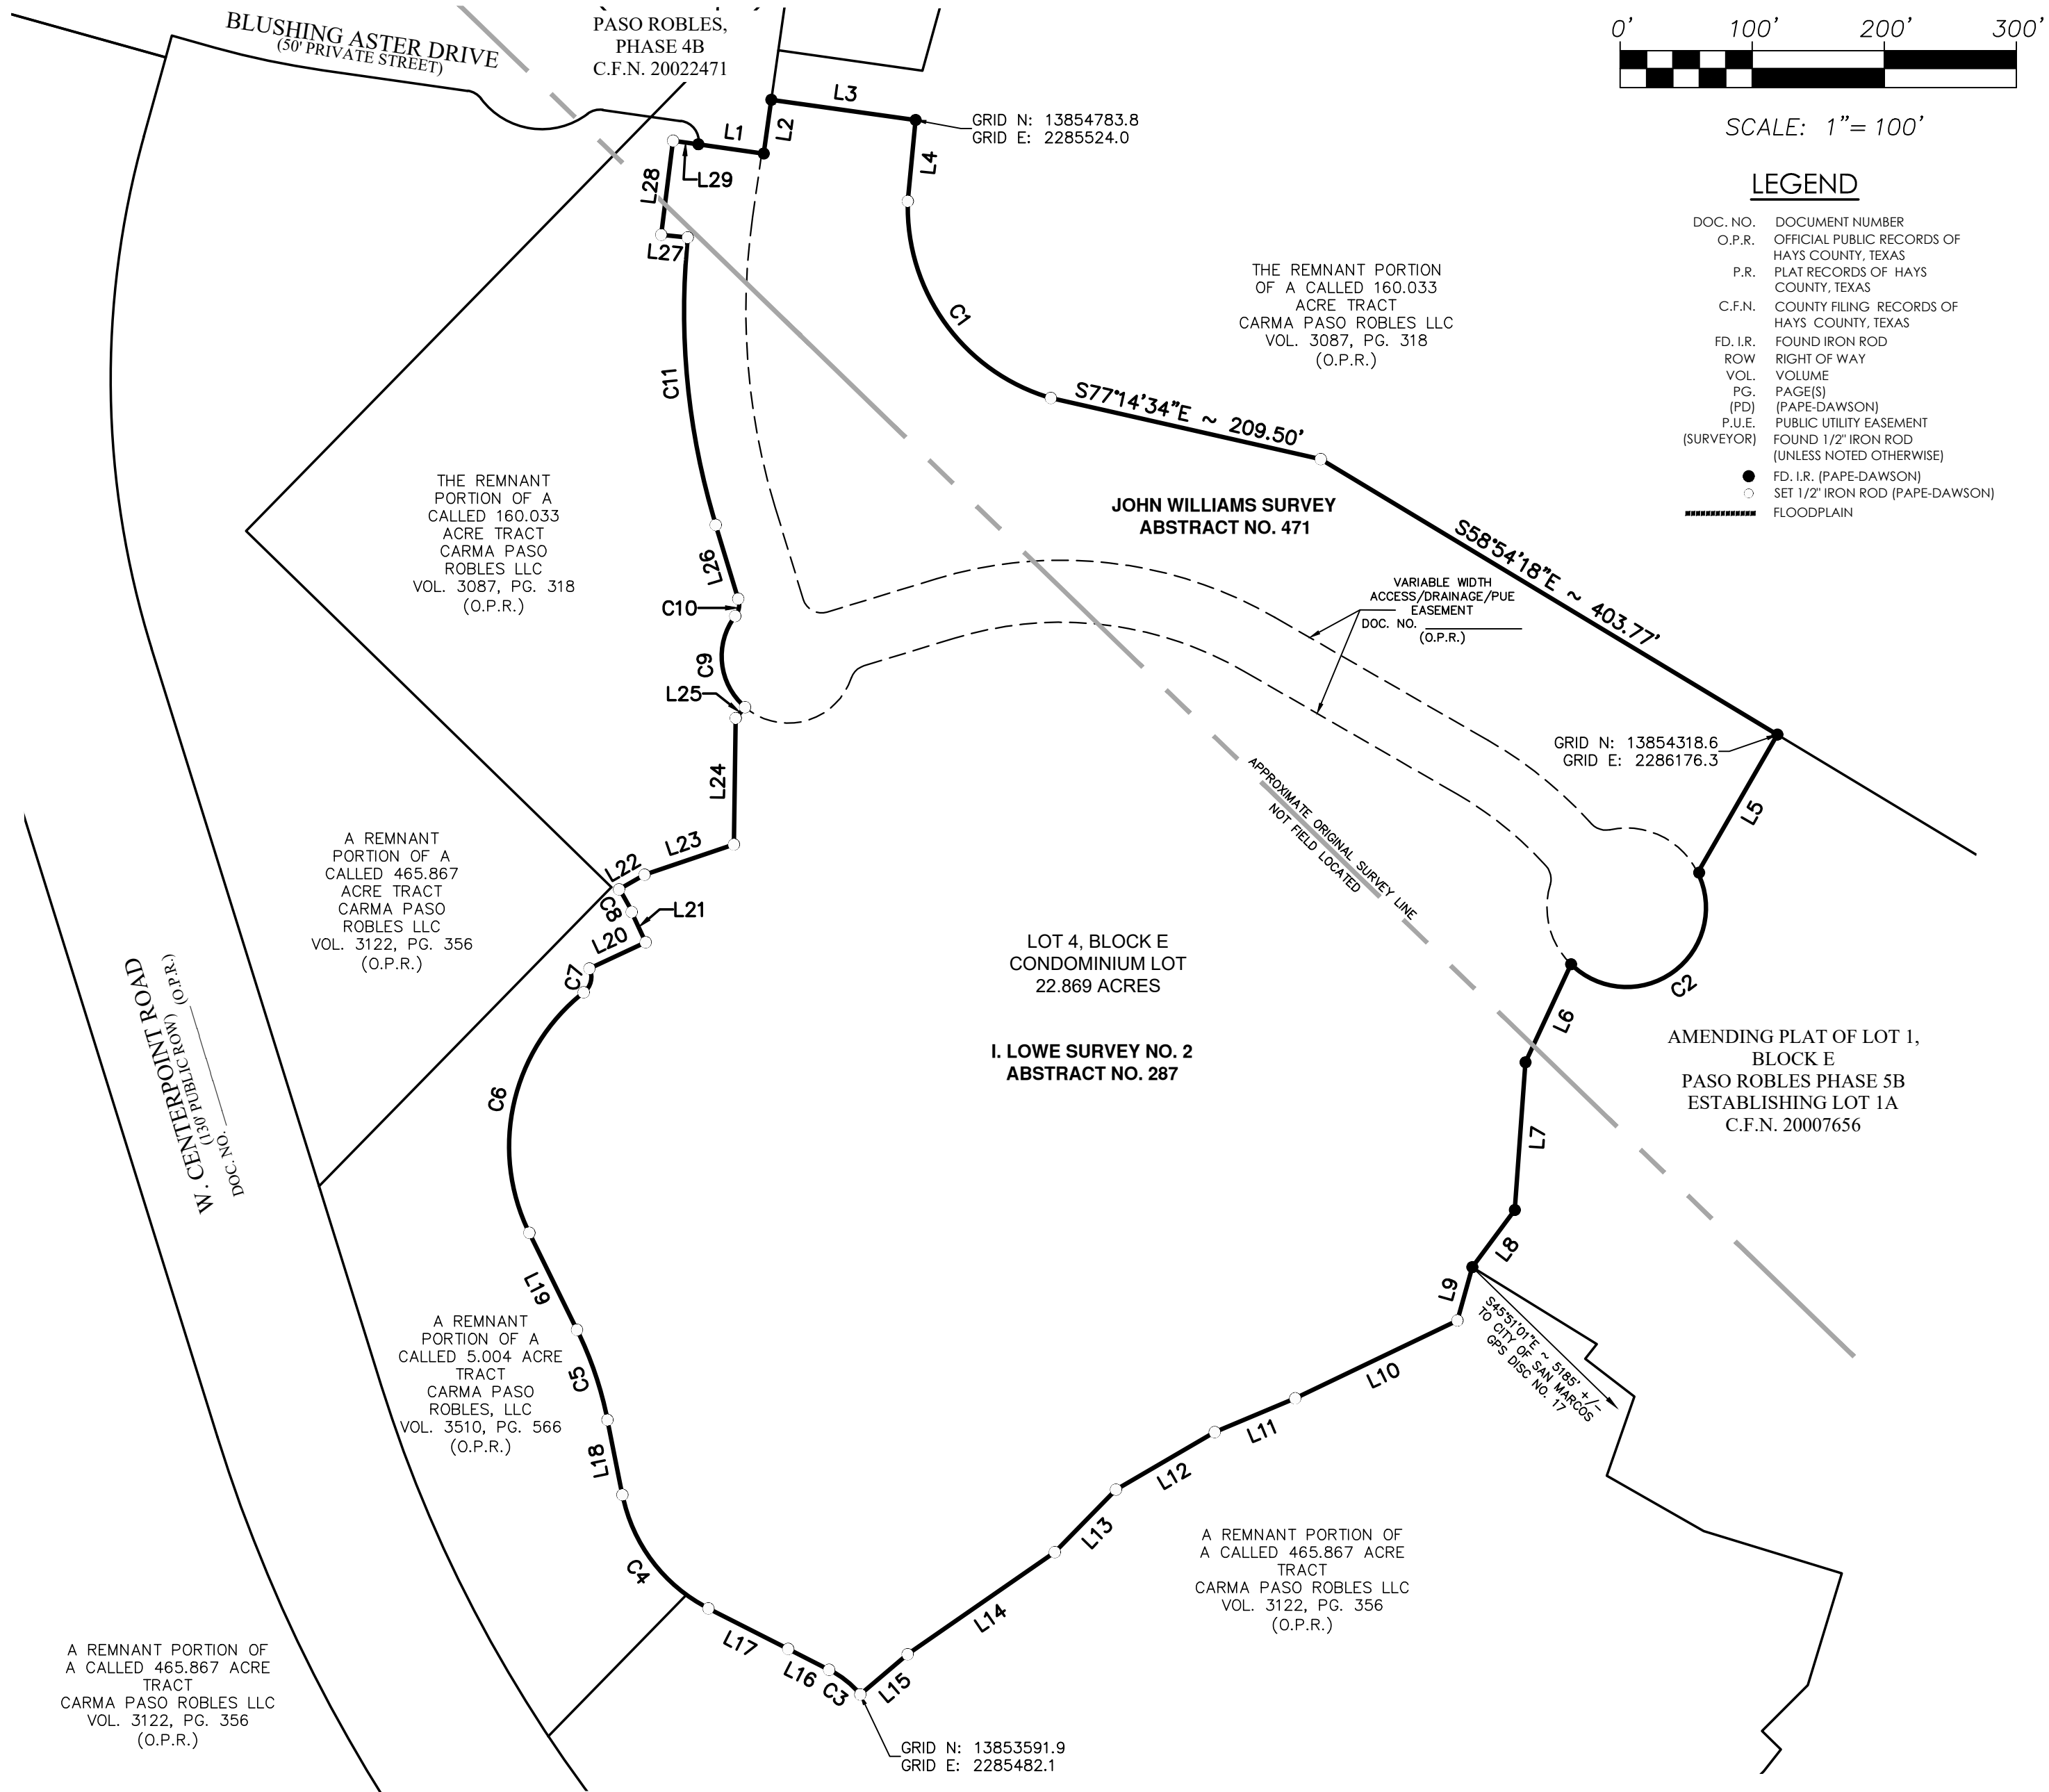 BLUSHING ASTER DRIVE
(50' PRIVATE STREET)
PASO ROBLES,
PHASE 4B
C.F.N. 20022471
0' 100' 200' 300'
SCALE: 1"= 100'
LEGEND
DOC. NO. DOCUMENT NUMBER
O.P.R. OFFICIAL PUBLIC RECORDS OF
HAYS COUNTY, TEXAS
P.R. PLAT RECORDS OF HAYS
COUNTY, TEXAS
C.F.N. COUNTY FILING RECORDS OF
HAYS COUNTY, TEXAS
FD. I.R. FOUND IRON ROD
ROW RIGHT OF WAY
VOL. VOLUME
PG. PAGE(S)
(PD) (PAPE-DAWSON)
P.U.E. PUBLIC UTILITY EASEMENT
(SURVEYOR) FOUND 1/2" IRON ROD
(UNLESS NOTED OTHERWISE)
FD. I.R. (PAPE-DAWSON)
SET 1/2" IRON ROD (PAPE-DAWSON)
FLOODPLAIN
L1
L2
L3
GRID N: 13854783.8
GRID E: 2285524.0
L4
L29
L28
L27
C1
C11
THE REMNANT PORTION
OF A CALLED 160.033
ACRE TRACT
CARMA PASO ROBLES LLC
VOL. 3087, PG. 318
(O.P.R.)
S77°14'34"E ~ 209.50'
JOHN WILLIAMS SURVEY
ABSTRACT NO. 471
S58°54'18"E ~ 403.77'
THE REMNANT
PORTION OF A
CALLED 160.033
ACRE TRACT
CARMA PASO
ROBLES LLC
VOL. 3087, PG. 318
(O.P.R.)
L26
C10
C9
L25
L24
VARIABLE WIDTH
ACCESS/DRAINAGE/PUE
EASEMENT
DOC. NO. ____________
(O.P.R.)
GRID N: 13854318.6
GRID E: 2286176.3
APPROXIMATE ORIGINAL SURVEY LINE
NOT FIELD LOCATED
L5
C2
L6
L23
L22
C8
L21
L20
C7
A REMNANT
PORTION OF A
CALLED 465.867
ACRE TRACT
CARMA PASO
ROBLES LLC
VOL. 3122, PG. 356
(O.P.R.)
LOT 4, BLOCK E
CONDOMINIUM LOT
22.869 ACRES
I. LOWE SURVEY NO. 2
ABSTRACT NO. 287
AMENDING PLAT OF LOT 1,
BLOCK E
PASO ROBLES PHASE 5B
ESTABLISHING LOT 1A
C.F.N. 20007656
W. CENTERPOINT ROAD
(130' PUBLIC ROW)
DOC. NO. ____________ (O.P.R.)
C6
L7
L8
L9
S45°51'01"E ~ 5185' +/-
TO CITY OF SAN MARCOS
GPS DISC NO. 17
L19
C5
A REMNANT
PORTION OF A
CALLED 5.004 ACRE
TRACT
CARMA PASO
ROBLES, LLC
VOL. 3510, PG. 566
(O.P.R.)
L18
C4
L10
L11
L12
L13
L14
L15
L17
L16
C3
A REMNANT PORTION OF
A CALLED 465.867 ACRE
TRACT
CARMA PASO ROBLES LLC
VOL. 3122, PG. 356
(O.P.R.)
A REMNANT PORTION OF
A CALLED 465.867 ACRE
TRACT
CARMA PASO ROBLES LLC
VOL. 3122, PG. 356
(O.P.R.)
GRID N: 13853591.9
GRID E: 2285482.1